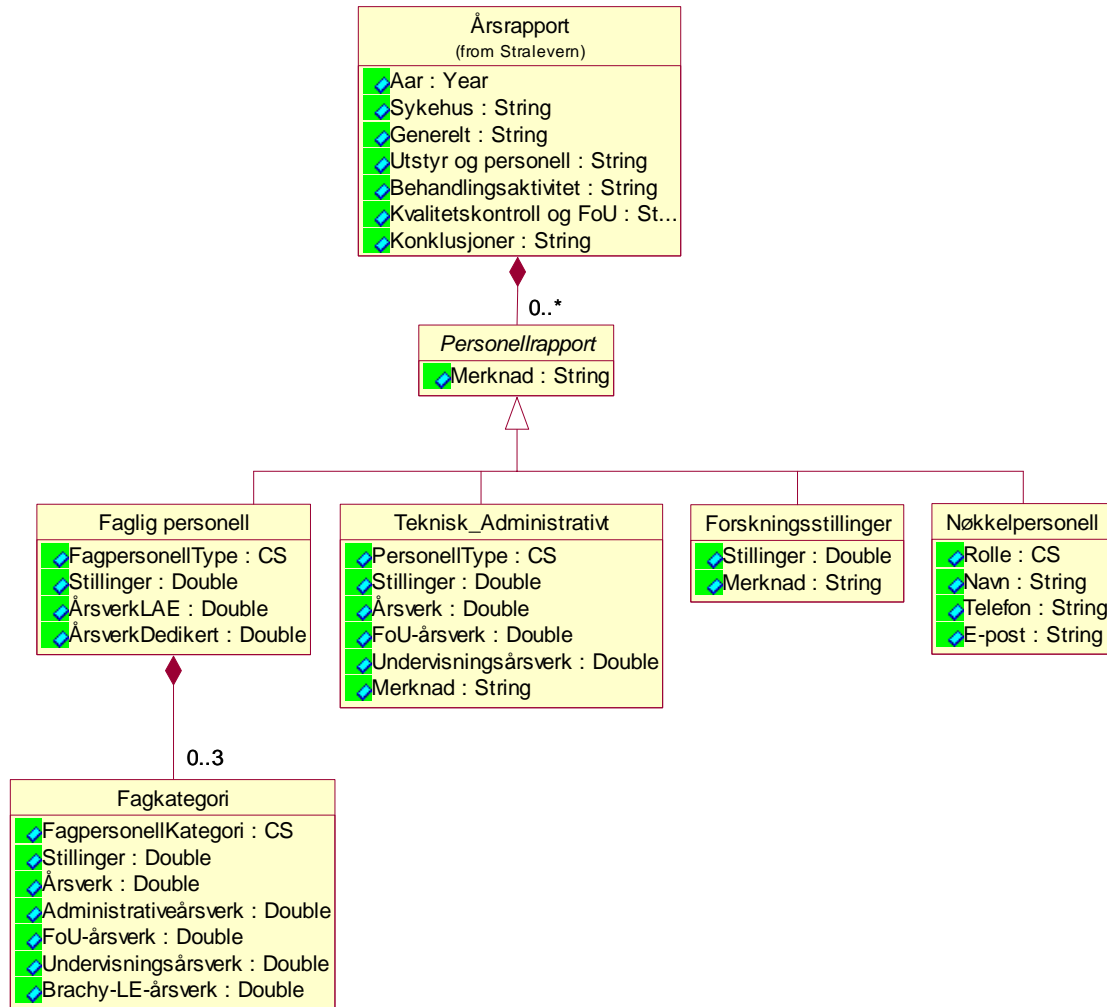 Årsrapport
(from Stralevern)
Aar : Year
Sykehus : String
Generelt : String
Utstyr og personell : String
Behandlingsaktivitet : String
Kvalitetskontroll og FoU : St...
Konklusjoner : String
0..*
Personellrapport
Merknad : String
Faglig personell
FagpersonellType : CS
Stillinger : Double
ÅrsverkLAE : Double
ÅrsverkDedikert : Double
Teknisk_Administrativt
PersonellType : CS
Stillinger : Double
Årsverk : Double
FoU-årsverk : Double
Undervisningsårsverk : Double
Merknad : String
Forskningsstillinger
Stillinger : Double
Merknad : String
Nøkkelpersonell
Rolle : CS
Navn : String
Telefon : String
E-post : String
0..3
Fagkategori
FagpersonellKategori : CS
Stillinger : Double
Årsverk : Double
Administrativeårsverk : Double
FoU-årsverk : Double
Undervisningsårsverk : Double
Brachy-LE-årsverk : Double